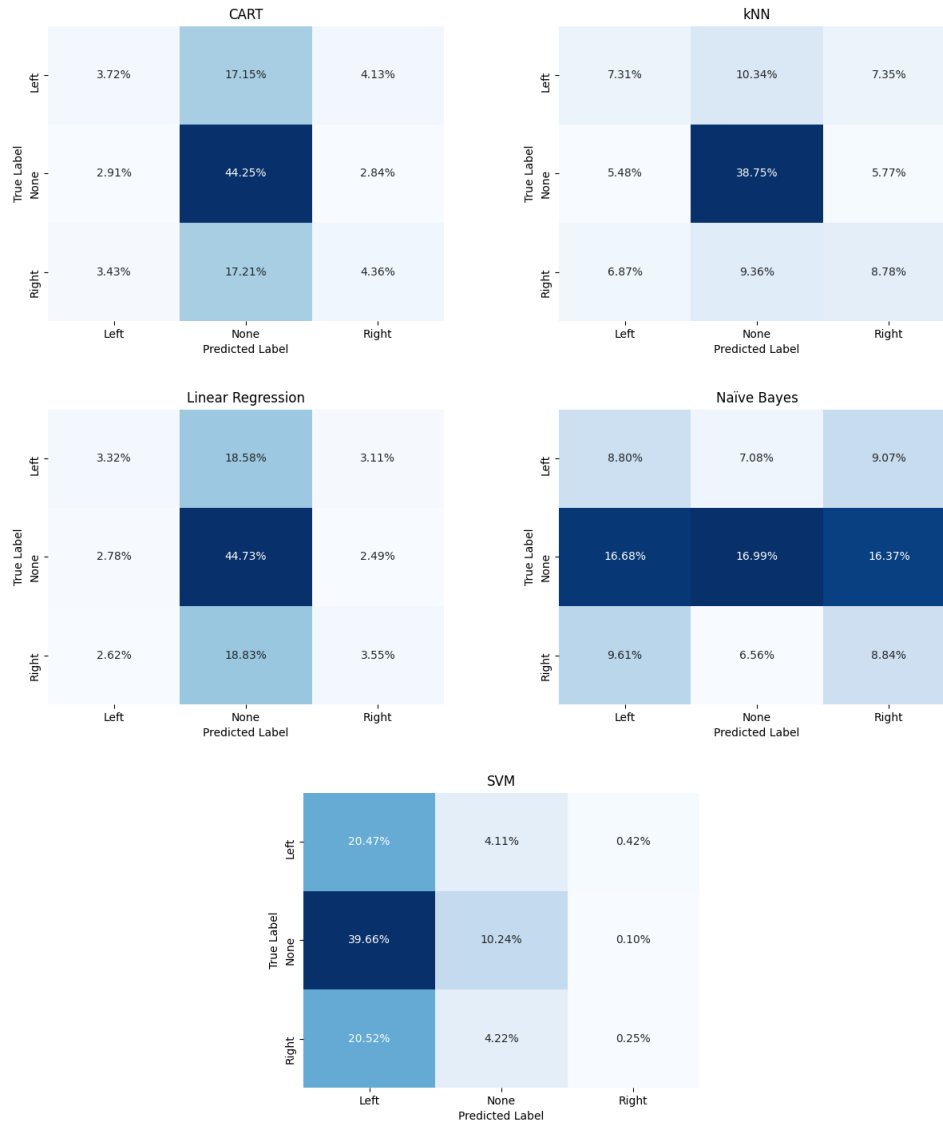 CART
kNN
Left
3.72%
17.15%
4.13%
Left
7.31%
10.34%
7.35%
True Label
None
2.91%
44.25%
2.84%
True Label
None
5.48%
38.75%
5.77%
Right
3.43%
17.21%
4.36%
Right
6.87%
9.36%
8.78%
Left
None
Right
Left
None
Right
Predicted Label
Predicted Label
Linear Regression
Naïve Bayes
Left
3.32%
18.58%
3.11%
Left
8.80%
7.08%
9.07%
True Label
None
2.78%
44.73%
2.49%
True Label
None
16.68%
16.99%
16.37%
Right
2.62%
18.83%
3.55%
Right
9.61%
6.56%
8.84%
Left
None
Right
Left
None
Right
Predicted Label
Predicted Label
SVM
Left
20.47%
4.11%
0.42%
True Label
None
39.66%
10.24%
0.10%
Right
20.52%
4.22%
0.25%
Left
None
Right
Predicted Label